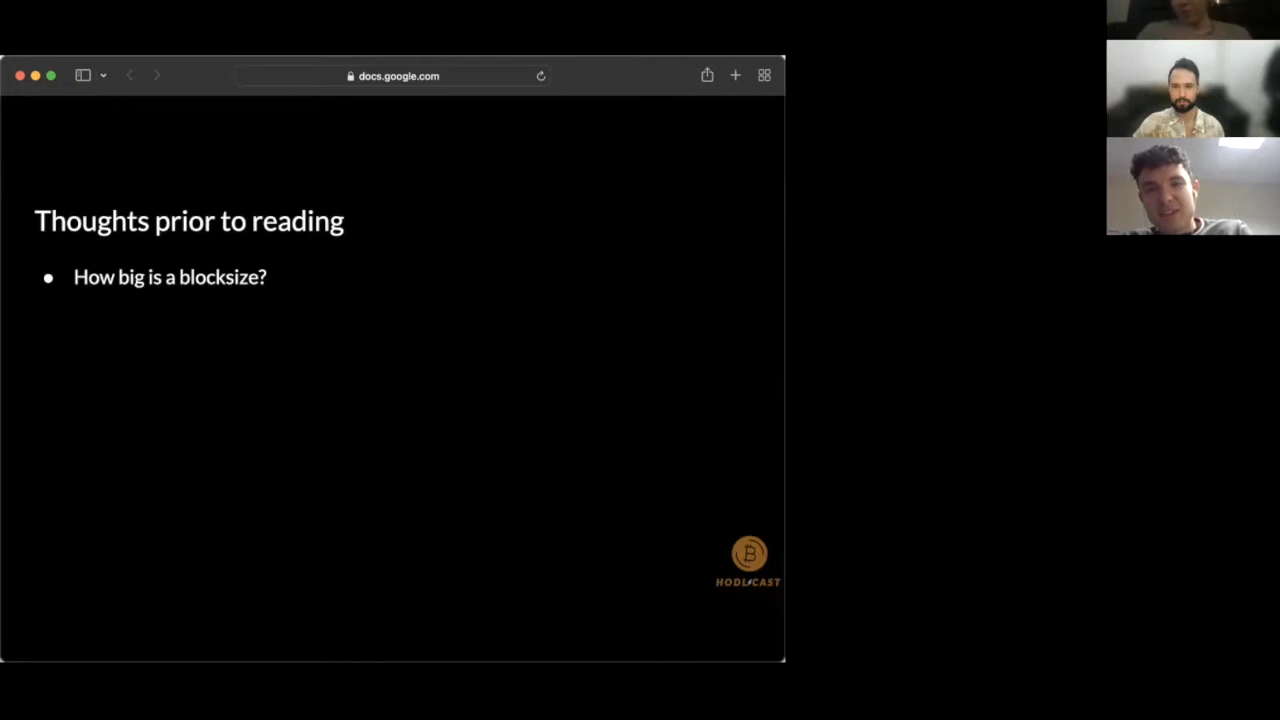 docs.google.com
Thoughts prior to reading
● How big is a blocksize?
HODLCAST